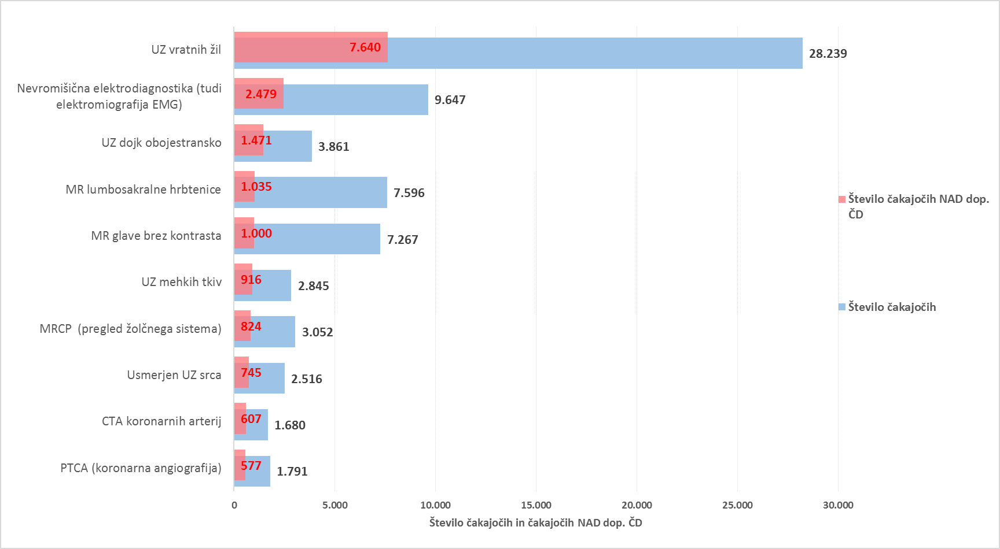 UZ vratnih žil
7.640
28.239
Nevromišična elektrodiagnostika (tudi
elektromiografija EMG)
2.479
9.647
UZ dojk obojestransko
1.471
3.861
MR lumbosakralne hrbtenice
1.035
7.596
MR glave brez kontrasta
1.000
7.267
UZ mehkih tkiv
916
2.845
MRCP  (pregled žolčnega sistema)
824
3.052
Usmerjen UZ srca
745
2.516
CTA koronarnih arterij
607
1.680
PTCA (koronarna angiografija)
577
1.791
0
5.000
10.000
15.000
20.000
25.000
30.000
Število čakajočih in čakajočih NAD dop. ČD
Število čakajočih NAD dop.
ČD
Število čakajočih